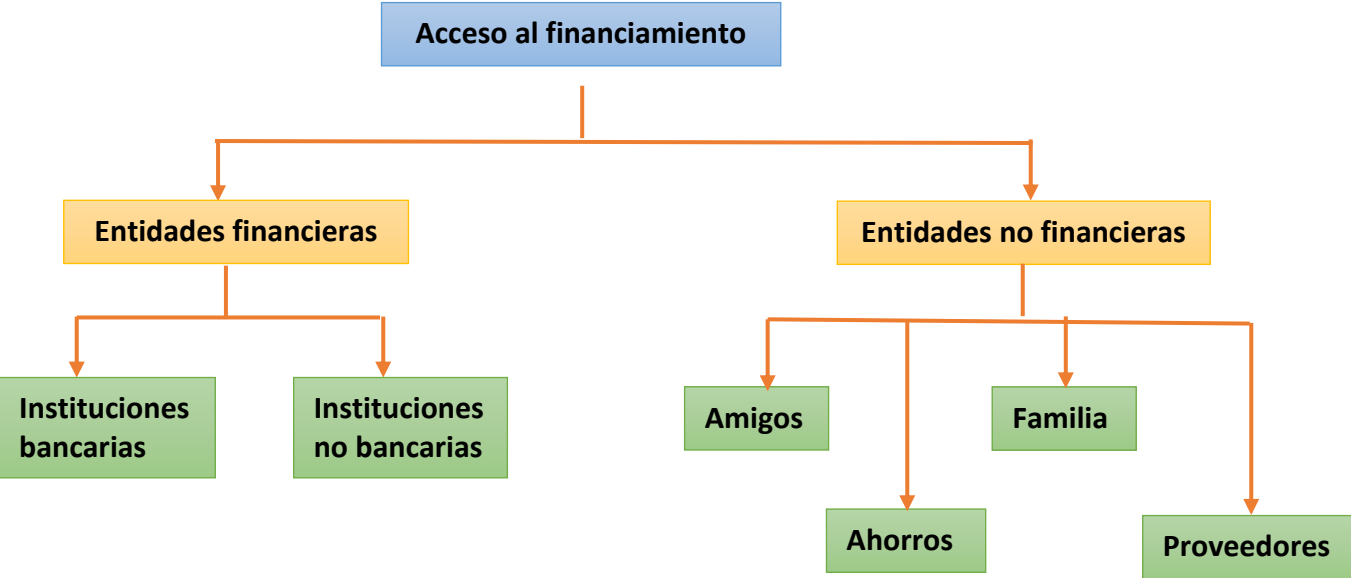 Acceso al financiamiento
Entidades financieras
Entidades no financieras
Instituciones
bancarias
Instituciones
no bancarias
Amigos
Familia
Ahorros
Proveedores